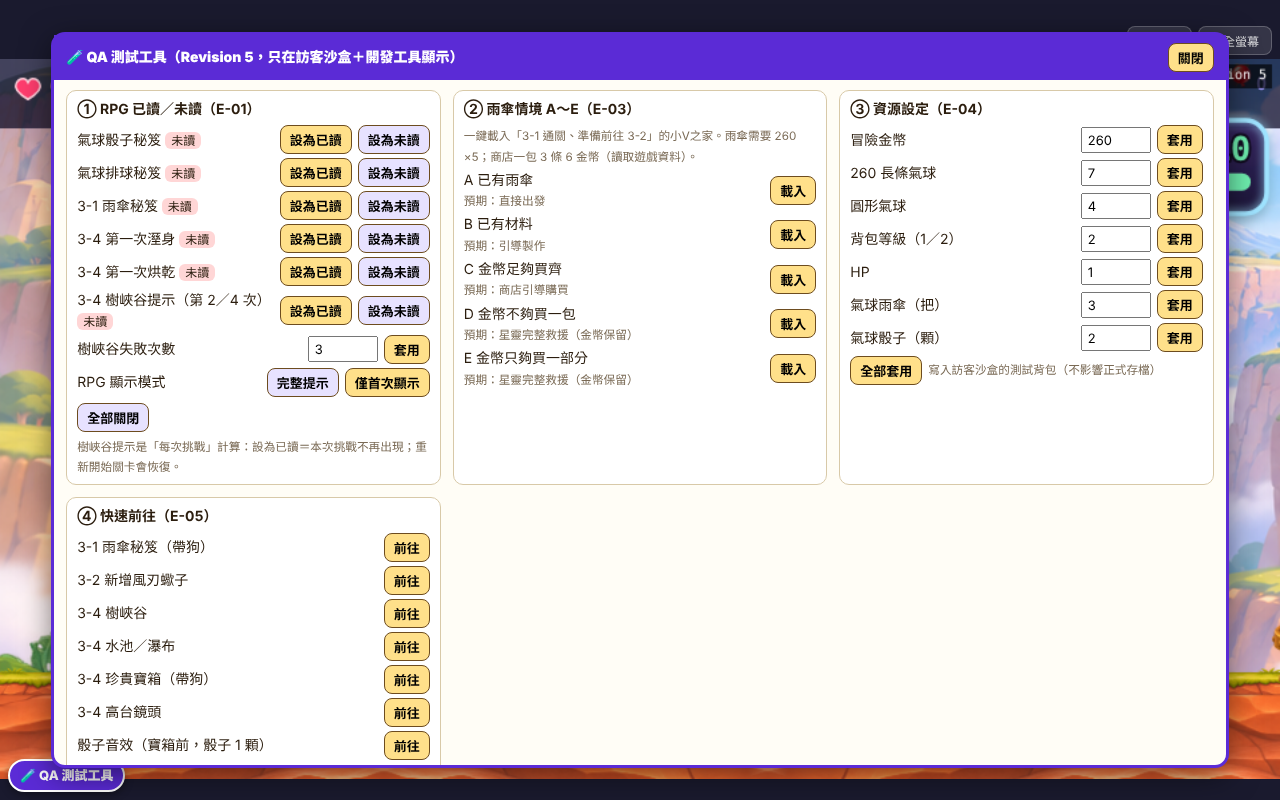 🧪 QA 測試工具（Revision 5，只在訪客沙盒＋開發工具顯示）
關閉
全螢幕
ion 5
① RPG 已讀／未讀（E-01）
氣球骰子秘笈 未讀 設為已讀 設為未讀
氣球排球秘笈 未讀 設為已讀 設為未讀
3-1 雨傘秘笈 未讀 設為已讀 設為未讀
3-4 第一次溼身 未讀 設為已讀 設為未讀
3-4 第一次烘乾 未讀 設為已讀 設為未讀
3-4 樹峽谷提示（第 2／4 次）
未讀 設為已讀 設為未讀
樹峽谷失敗次數 3 套用
RPG 顯示模式 完整提示 僅首次顯示
全部關閉
樹峽谷提示是「每次挑戰」計算：設為已讀＝本次挑戰不再出現；重
新開始關卡會恢復。
② 雨傘情境 A～E（E-03）
一鍵載入「3-1 通關、準備前往 3-2」的小V之家。雨傘需要 260
×5；商店一包 3 條 6 金幣（讀取遊戲資料）。
A 已有雨傘
預期：直接出發
載入
B 已有材料
預期：引導製作
載入
C 金幣足夠買齊
預期：商店引導購買
載入
D 金幣不夠買一包
預期：星靈完整救援（金幣保留）
載入
E 金幣只夠買一部分
預期：星靈完整救援（金幣保留）
載入
③ 資源設定（E-04）
冒險金幣 260 套用
260 長條氣球 7 套用
圓形氣球 4 套用
背包等級（1／2） 2 套用
HP 1 套用
氣球雨傘（把） 3 套用
氣球骰子（顆） 2 套用
全部套用 寫入訪客沙盒的測試背包（不影響正式存檔）
④ 快速前往（E-05）
3-1 雨傘秘笈（帶狗） 前往
3-2 新增風刃蠍子 前往
3-4 樹峽谷 前往
3-4 水池／瀑布 前往
3-4 珍貴寶箱（帶狗） 前往
3-4 高台鏡頭 前往
骰子音效（寶箱前，骰子 1 顆） 前往
🧪 QA 測試工具